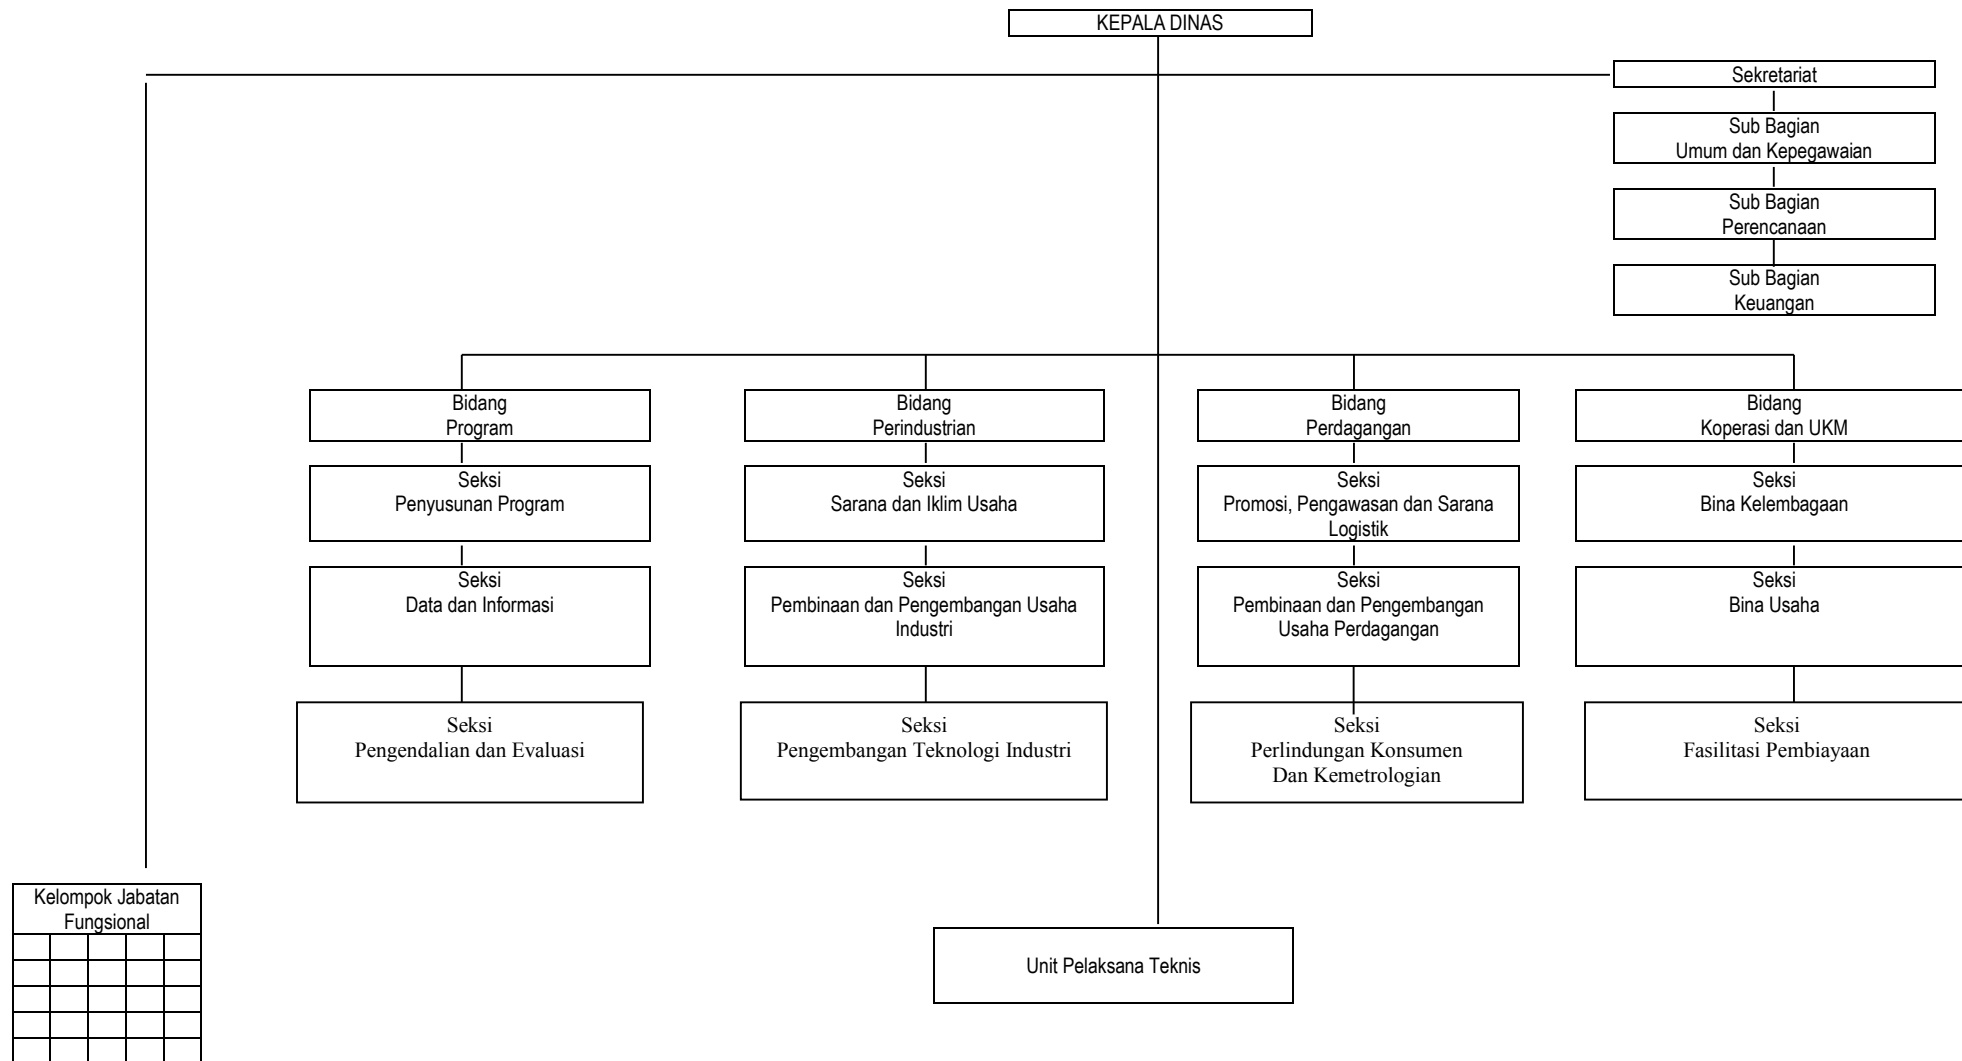 KEPALA DINAS
Sekretariat
Sub Bagian
Umum dan Kepegawaian
Sub Bagian
Perencanaan
Sub Bagian
Keuangan
Bidang
Program
Seksi
Penyusunan Program
Seksi
Data dan Informasi
Seksi
Pengendalian dan Evaluasi
Bidang
Perindustrian
Seksi
Sarana dan Iklim Usaha
Seksi
Pembinaan dan Pengembangan Usaha
Industri
Seksi
Pengembangan Teknologi Industri
Bidang
Perdagangan
Seksi
Promosi, Pengawasan dan Sarana
Logistik
Seksi
Pembinaan dan Pengembangan
Usaha Perdagangan
Seksi
Perlindungan Konsumen
Dan Kemetrologian
Bidang
Koperasi dan UKM
Seksi
Bina Kelembagaan
Seksi
Bina Usaha
Seksi
Fasilitasi Pembiayaan
Kelompok Jabatan
Fungsional
Unit Pelaksana Teknis